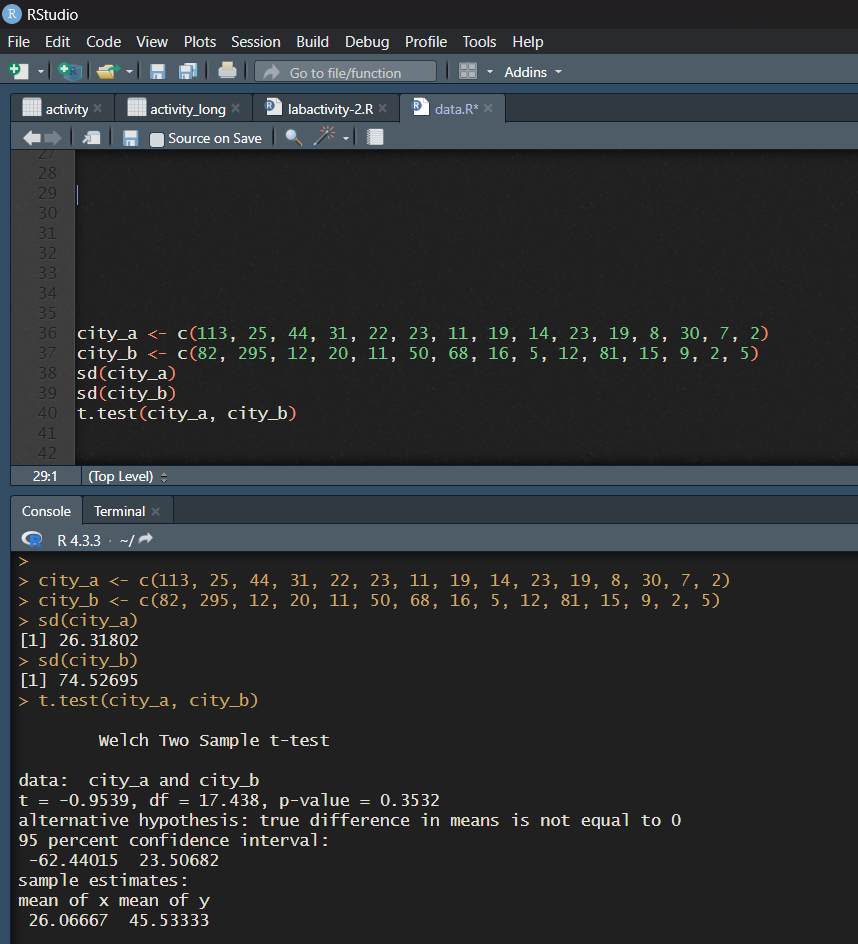 RStudio
File Edit Code View Plots Session Build Debug Profile Tools Help
Go to file/function Addins
activity activity_long labactivity-2.R data.R*
Source on Save
27
28
29
30
31
32
33
34
35
36 city_a <- c(113, 25, 44, 31, 22, 23, 11, 19, 14, 23, 19, 8, 30, 7, 2)
37 city_b <- c(82, 295, 12, 20, 11, 50, 68, 16, 5, 12, 81, 15, 9, 2, 5)
38 sd(city_a)
39 sd(city_b)
40 t.test(city_a, city_b)
41
42
29:1 (Top Level)
Console Terminal
R R 4.3.3 · ~/
>
> city_a <- c(113, 25, 44, 31, 22, 23, 11, 19, 14, 23, 19, 8, 30, 7, 2)
> city_b <- c(82, 295, 12, 20, 11, 50, 68, 16, 5, 12, 81, 15, 9, 2, 5)
> sd(city_a)
[1] 26.31802
> sd(city_b)
[1] 74.52695
> t.test(city_a, city_b)
Welch Two Sample t-test
data: city_a and city_b
t = -0.9539, df = 17.438, p-value = 0.3532
alternative hypothesis: true difference in means is not equal to 0
95 percent confidence interval:
-62.44015 23.50682
sample estimates:
mean of x mean of y
26.06667 45.53333